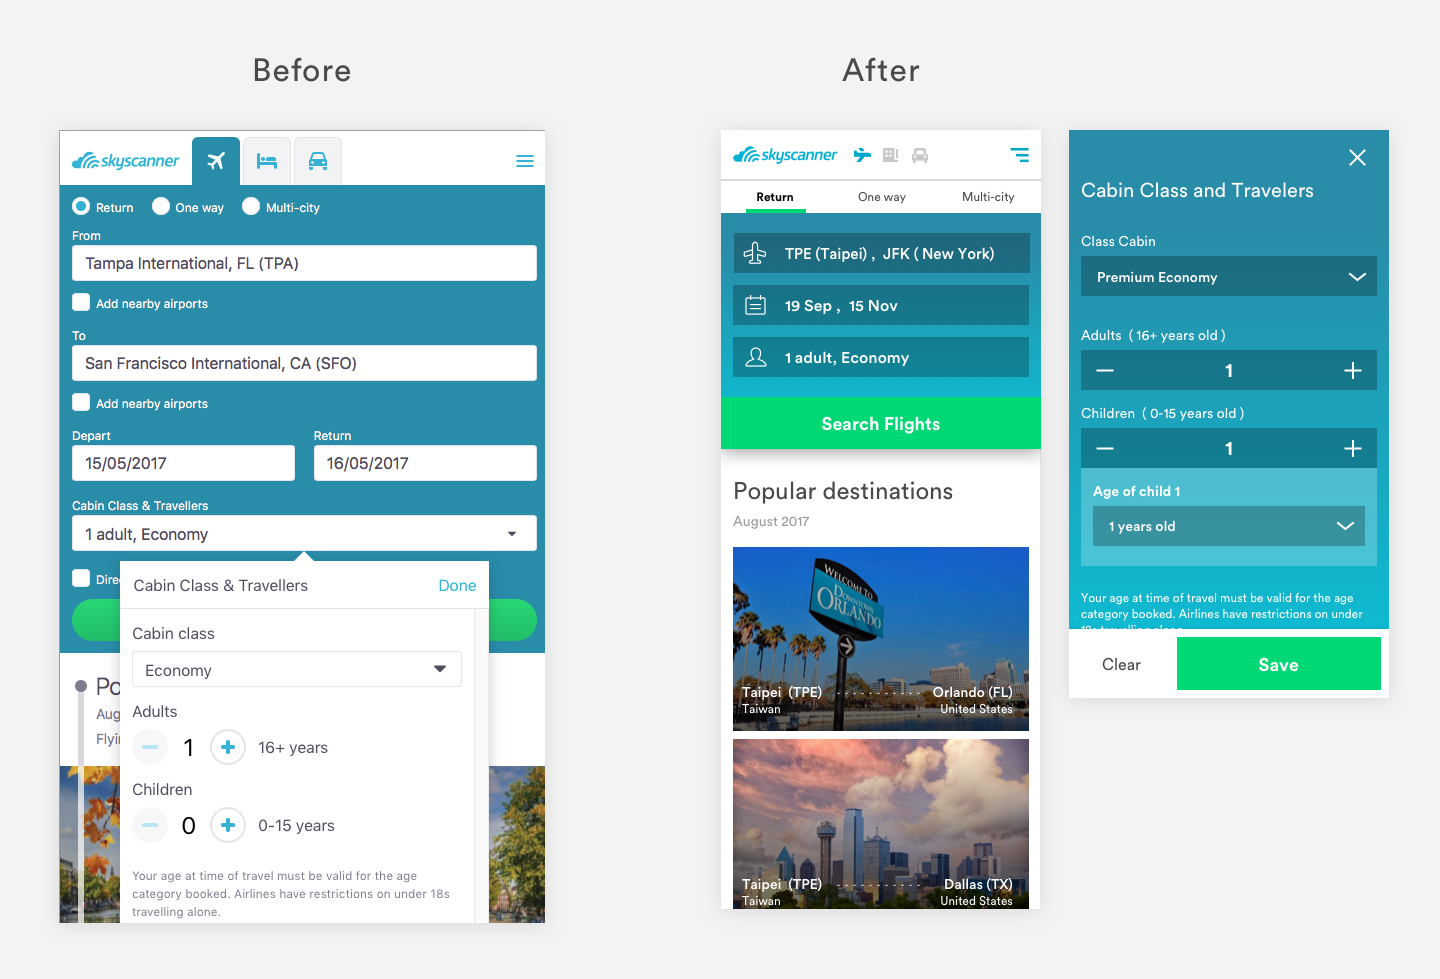 Before
skyscanner
Return One way Multi-city
From
Tampa International, FL (TPA)
Add nearby airports
To
San Francisco International, CA (SFO)
Add nearby airports
Depart Return
15/05/2017 16/05/2017
Cabin Class & Travellers
1 adult, Economy
Dire
Cabin Class & Travellers Done
Cabin class
Economy
Adults
1 16+ years
Children
0 0-15 years
Your age at time of travel must be valid for the age
category booked. Airlines have restrictions on under 18s
travelling alone.
Po
Aug
Flyi
After
skyscanner
Return One way Multi-city
TPE (Taipei) , JFK ( New York)
19 Sep , 15 Nov
1 adult, Economy
Search Flights
Popular destinations
August 2017
WELCOME TO
DOWNTOWN
ORLANDO
Taipei (TPE) Orlando (FL)
Taiwan United States
Taipei (TPE) Dallas (TX)
Taiwan United States
Cabin Class and Travelers
Class Cabin
Premium Economy
Adults ( 16+ years old )
1
Children ( 0-15 years old )
1
Age of child 1
1 years old
Your age at time of travel must be valid for the age
category booked. Airlines have restrictions on under
18s travelling alone.
Clear Save